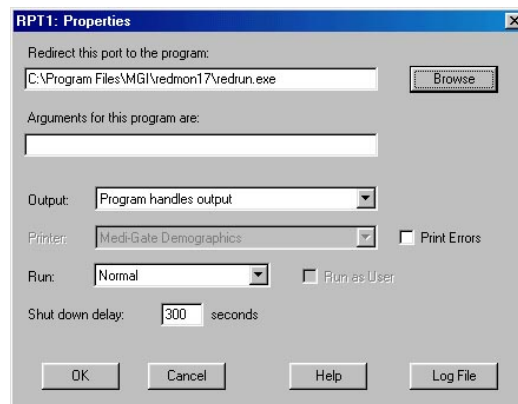 RPT1: Properties
Redirect this port to the program:
C:\Program Files\MGI\redmon17\redrun.exe
Browse
Arguments for this program are:
Output: Program handles output
Printer: Medi-Gate Demographics Print Errors
Run: Normal Run as User
Shut down delay: 300 seconds
OK Cancel Help Log File